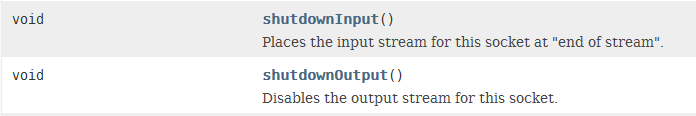 void shutdownInput()
Places the input stream for this socket at "end of stream".
void shutdownOutput()
Disables the output stream for this socket.